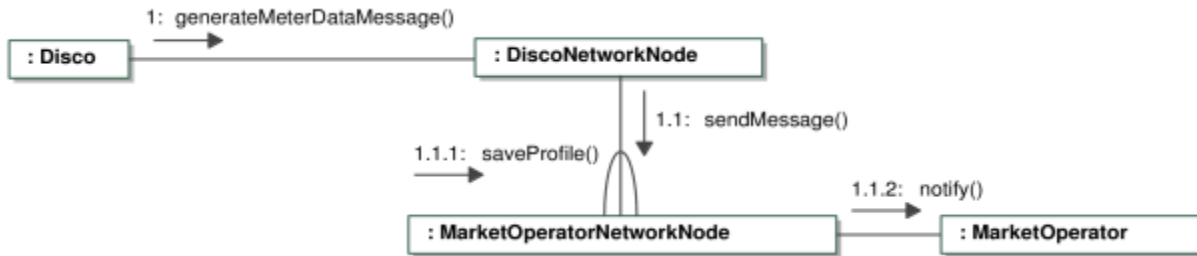 1: generateMeterDataMessage()
: Disco
: DiscoNetworkNode
1.1: sendMessage()
1.1.1: saveProfile()
1.1.2: notify()
: MarketOperatorNetworkNode
: MarketOperator